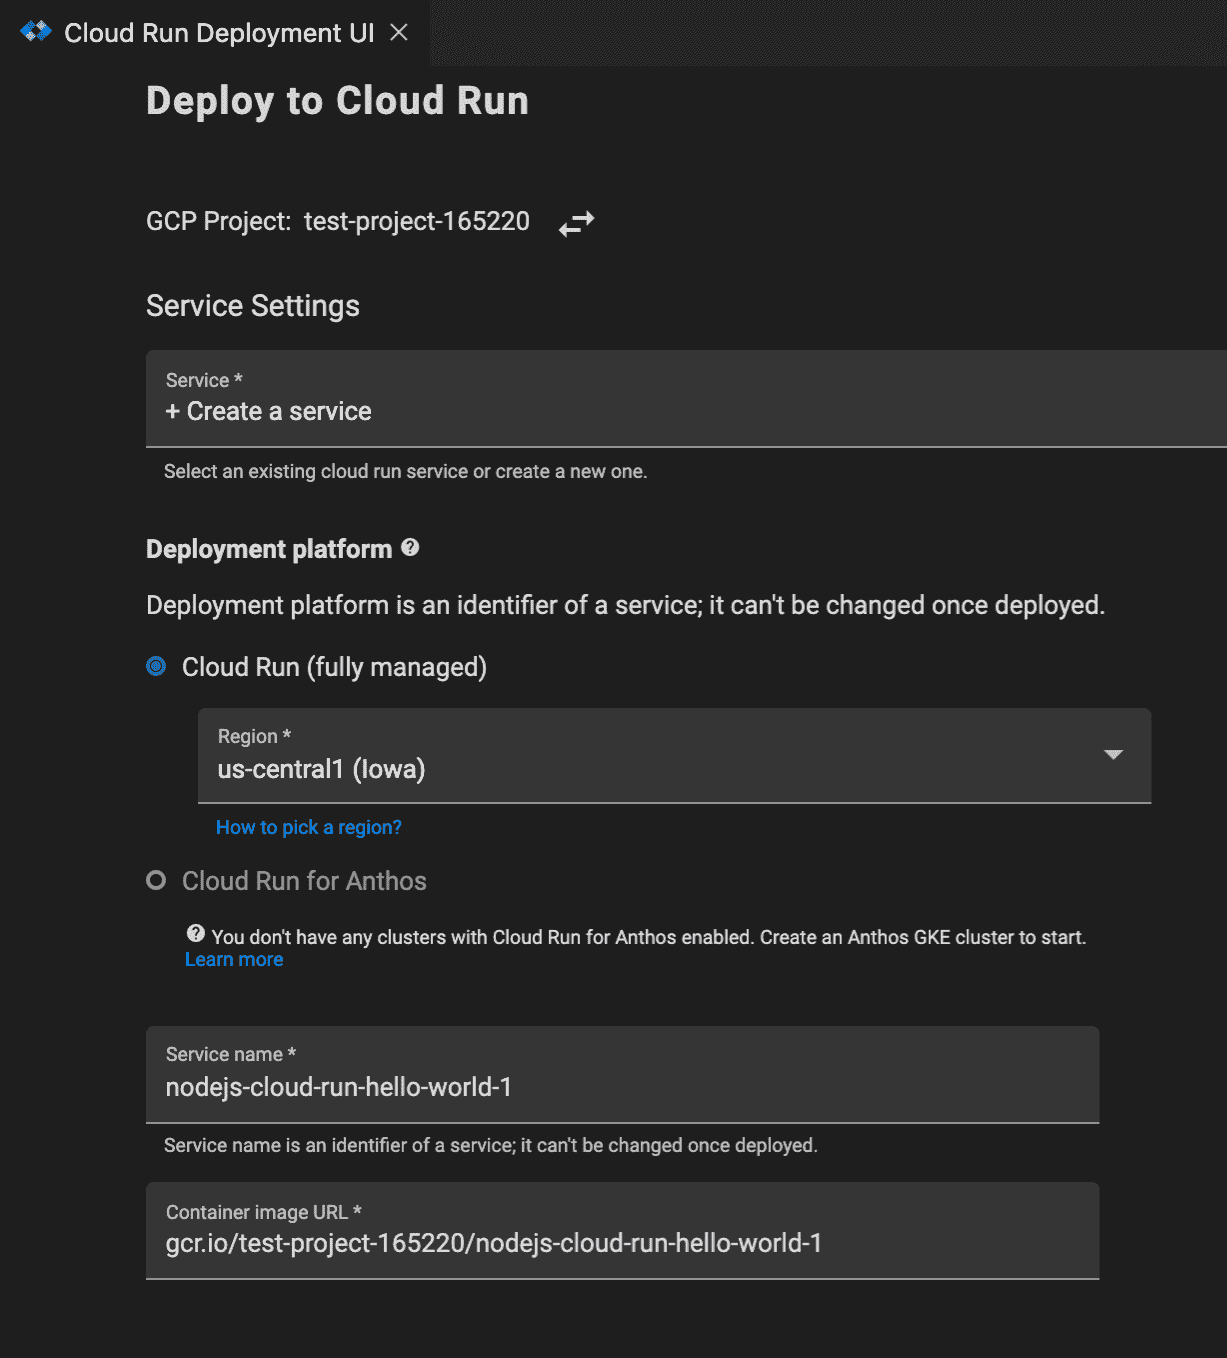 Cloud Run Deployment UI
Deploy to Cloud Run
GCP Project: test-project-165220
Service Settings
Service *
+ Create a service
Select an existing cloud run service or create a new one.
Deployment platform
Deployment platform is an identifier of a service; it can't be changed once deployed.
Cloud Run (fully managed)
Region *
us-central1 (Iowa)
How to pick a region?
Cloud Run for Anthos
You don't have any clusters with Cloud Run for Anthos enabled. Create an Anthos GKE cluster to start.
Learn more
Service name *
nodejs-cloud-run-hello-world-1
Service name is an identifier of a service; it can't be changed once deployed.
Container image URL *
gcr.io/test-project-165220/nodejs-cloud-run-hello-world-1